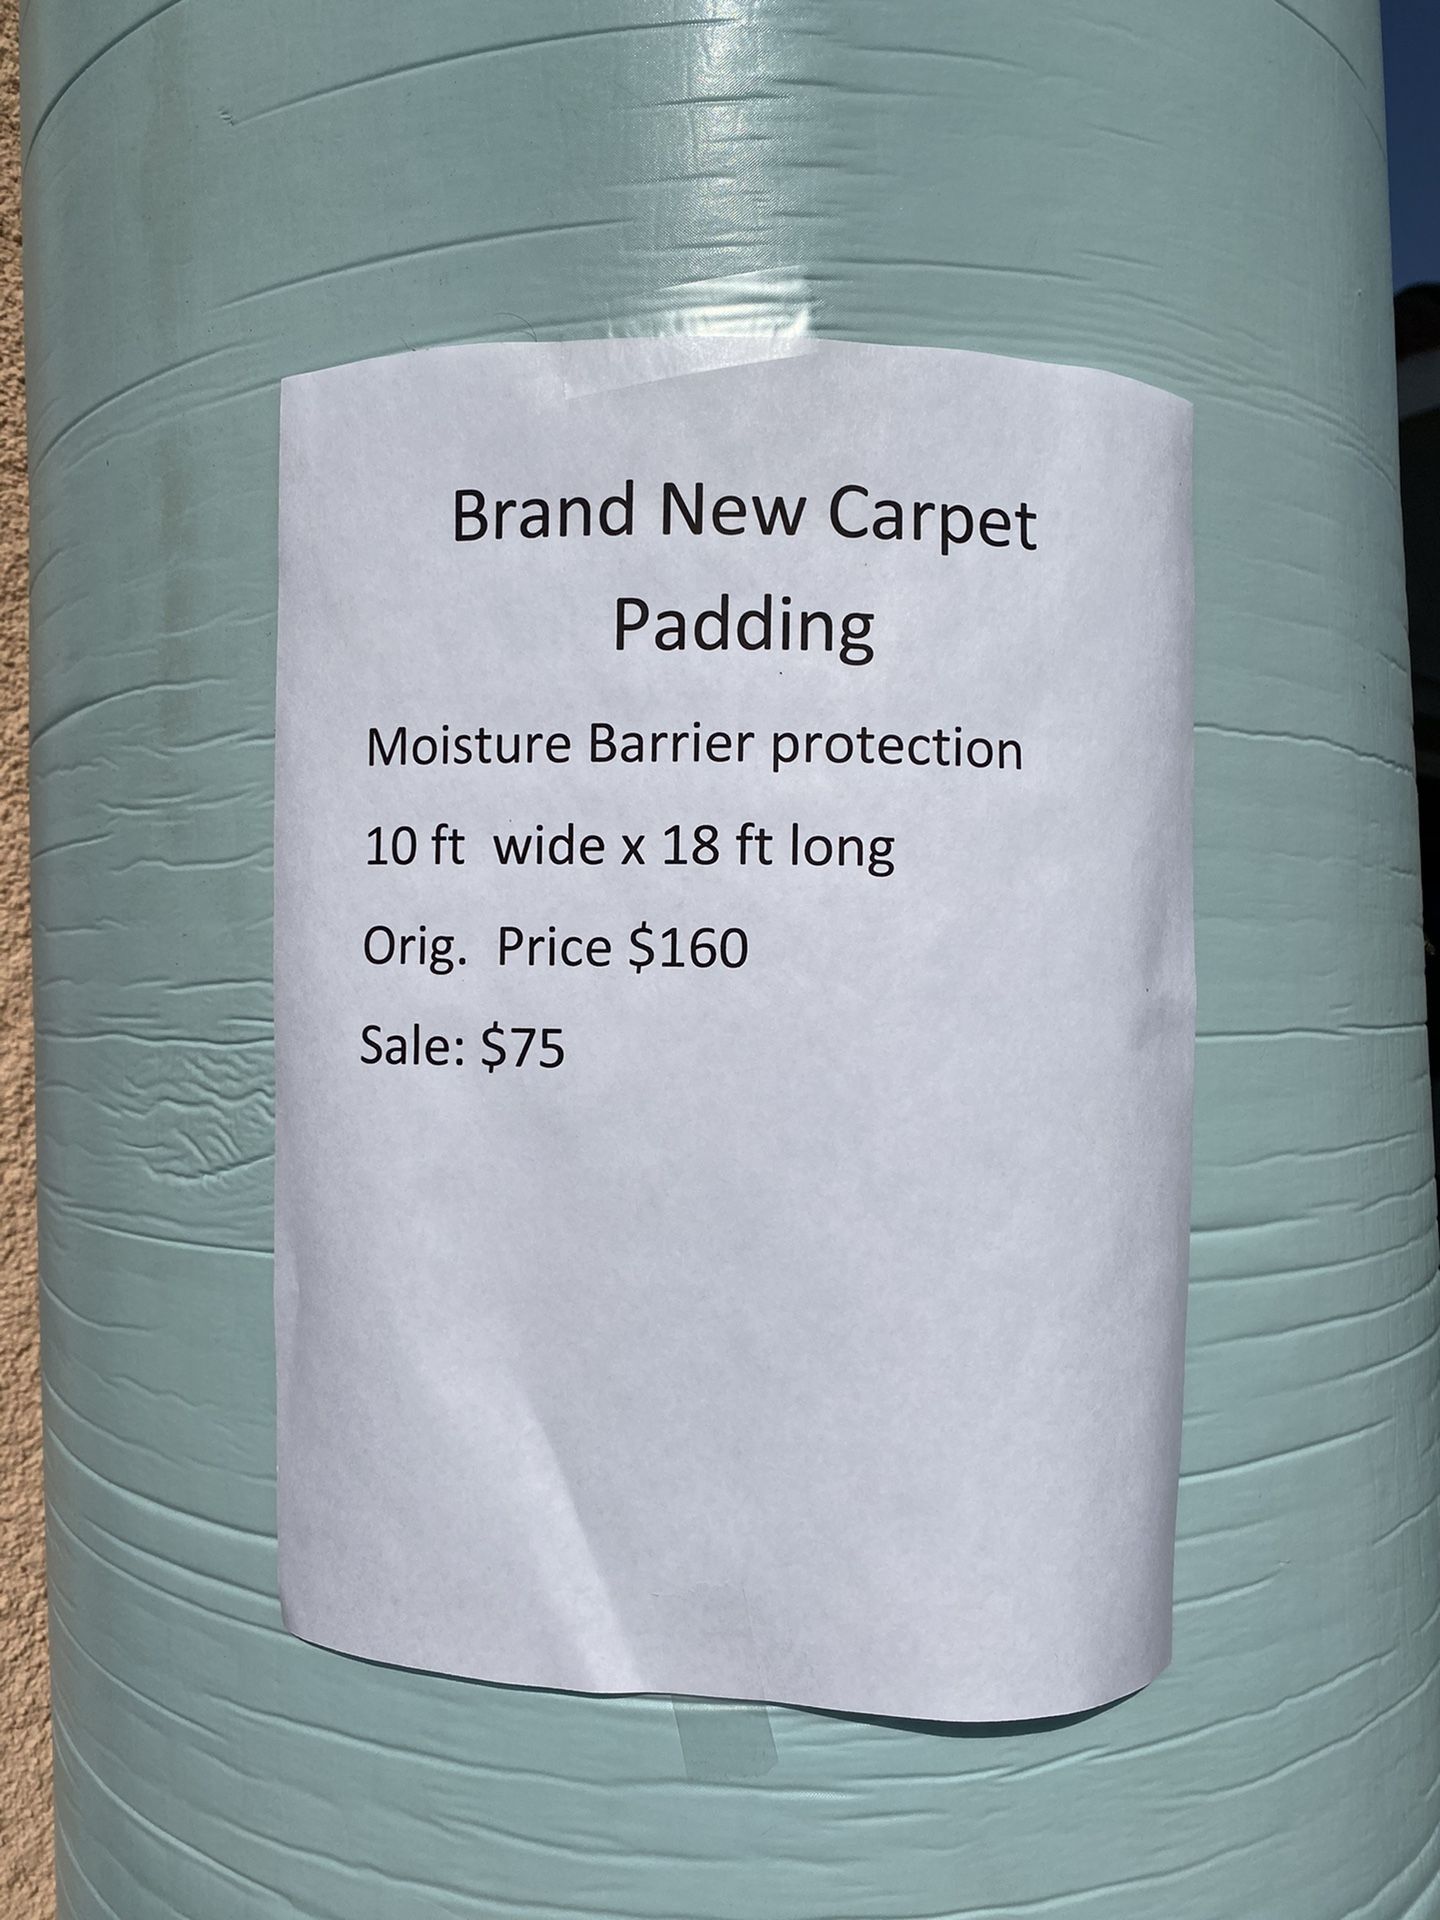 Brand New Carpet
Padding
Moisture Barrier protection
10 ft  wide x 18 ft long
Orig.  Price $160
Sale: $75